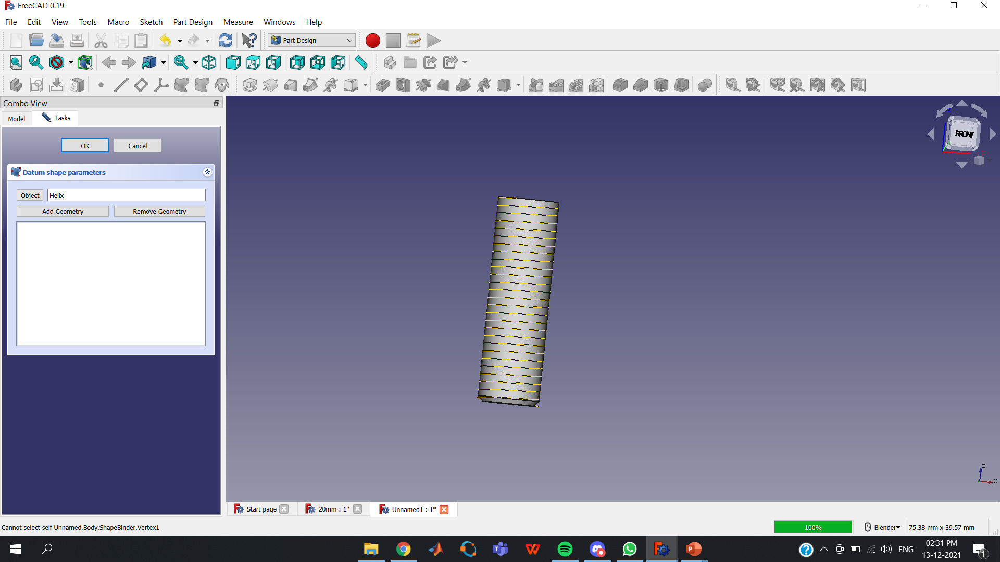 FreeCAD 0.19
File Edit View Tools Macro Sketch Part Design Measure Windows Help
Part Design
Combo View
Model Tasks
OK Cancel
Datum shape parameters
Object Helix
Add Geometry Remove Geometry
FRONT
Z
X
Start page 20mm : 1* Unnamed1 : 1*
Cannot select self Unnamed.Body.ShapeBinder.Vertex1
100% Blender 75.38 mm x 39.57 mm
ENG 02:31 PM
13-12-2021
1